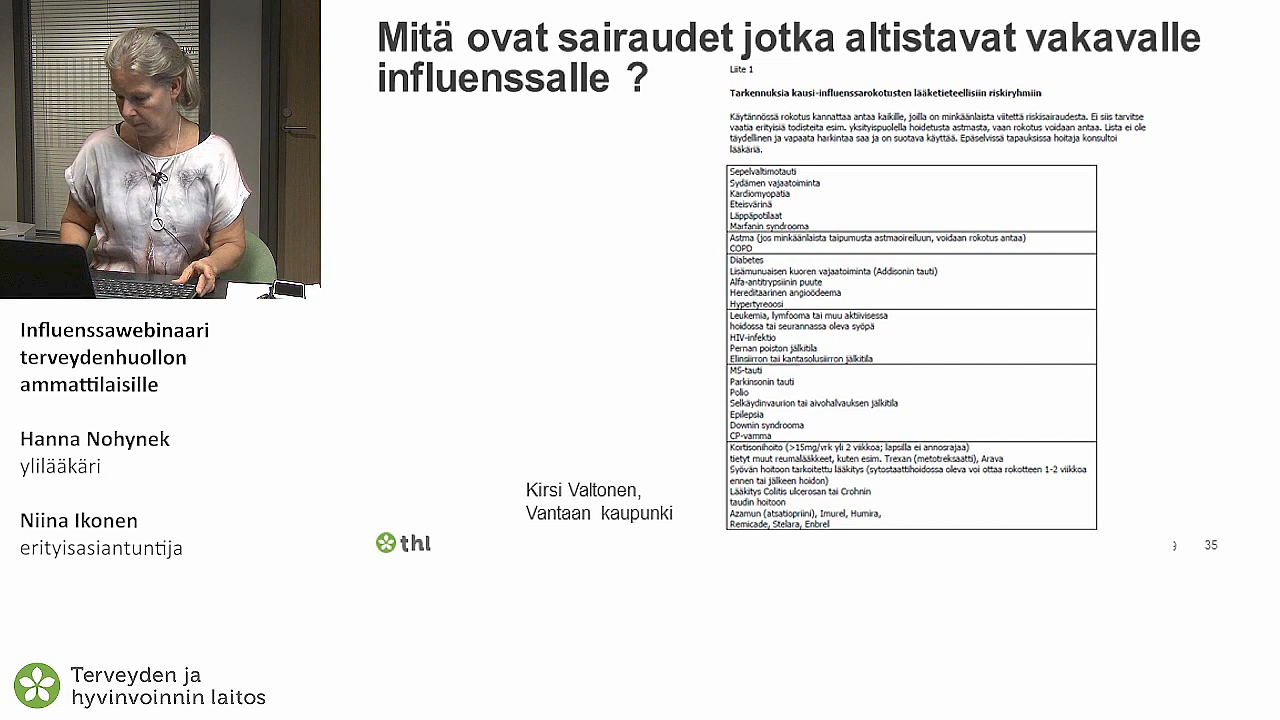 Mitä ovat sairaudet jotka altistavat vakavalle
influenssalle ?
Liite 1
Tarkennuksia kausi-influenssarokotusten lääketieteellisiin riskiryhmiin
Käytännössä rokotus kannattaa antaa kaikille, joilla on minkäänlaista viitettä riskisairaudesta. Ei siis tarvitse
vaatia erityisiä todisteita esim. yksityispuolella hoidetusta astmasta, vaan rokotus voidaan antaa. Lista ei ole
täydellinen ja vapaata harkintaa saa ja on suotava käyttää. Epäselvissä tapauksissa hoitaja konsultoi
lääkäriä.
Sepelvaltimotauti
Sydämen vajaatoiminta
Kardiomyopatia
Eteisvärinä
Läppäpotilaat
Marfanin syndrooma
Astma (jos minkäänlaista taipumusta astmaoireiluun, voidaan rokotus antaa)
COPD
Diabetes
Lisämunuaisen kuoren vajaatoiminta (Addisonin tauti)
Alfa-antitrypsiinin puute
Hereditaarinen angioödeema
Hypertyreoosi
Leukemia, lymfooma tai muu aktiivisessa
hoidossa tai seurannassa oleva syöpä
HIV-infektio
Pernan poiston jälkitila
Elinsiirron tai kantasolusiirron jälkitila
MS-tauti
Parkinsonin tauti
Polio
Selkäydinvaurion tai aivohalvauksen jälkitila
Epilepsia
Downin syndrooma
CP-vamma
Kortisonihoito (>15mg/vrk yli 2 viikkoa; lapsilla ei annosrajaa)
tietyt muut reumalääkkeet, kuten esim. Trexan (metotreksaatti), Arava
Syövän hoitoon tarkoitettu lääkitys (sytostaattihoidossa oleva voi ottaa rokotteen 1-2 viikkoa
ennen tai jälkeen hoidon)
Lääkitys Colitis ulcerosan tai Crohnin
taudin hoitoon
Azamun (atsatiopriini), Imurel, Humira,
Remicade, Stelara, Enbrel
Kirsi Valtonen,
Vantaan kaupunki
thl
9 35
Influenssawebinaari
terveydenhuollon
ammattilaisille
Hanna Nohynek
ylilääkäri
Niina Ikonen
erityisasiantuntija
Terveyden ja
hyvinvoinnin laitos